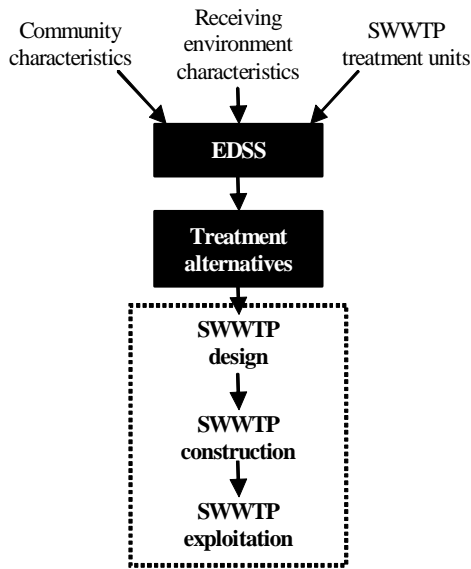 Community
characteristics
Receiving
environment
characteristics
SWWTP
treatment units
EDSS
Treatment
alternatives
SWWTP
design
SWWTP
construction
SWWTP
exploitation